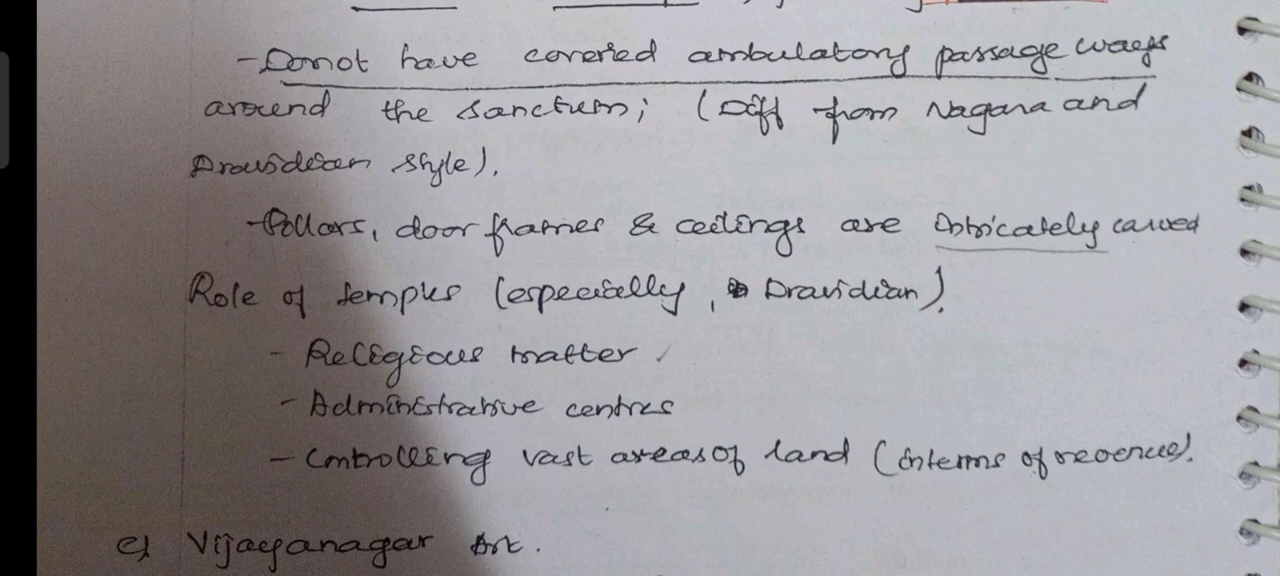 -Donot have covered ambulatory passage ways
around the sanctum; (Diff from Nagara and
Dravidian style).
-Pillars, door frames & ceilings are intricately carved
Role of temples (especially, Dravidian).
- Religious matter
- Administrative centres
- Controlling vast areas of land (interms of revenue).
e) Vijayanagar Art.